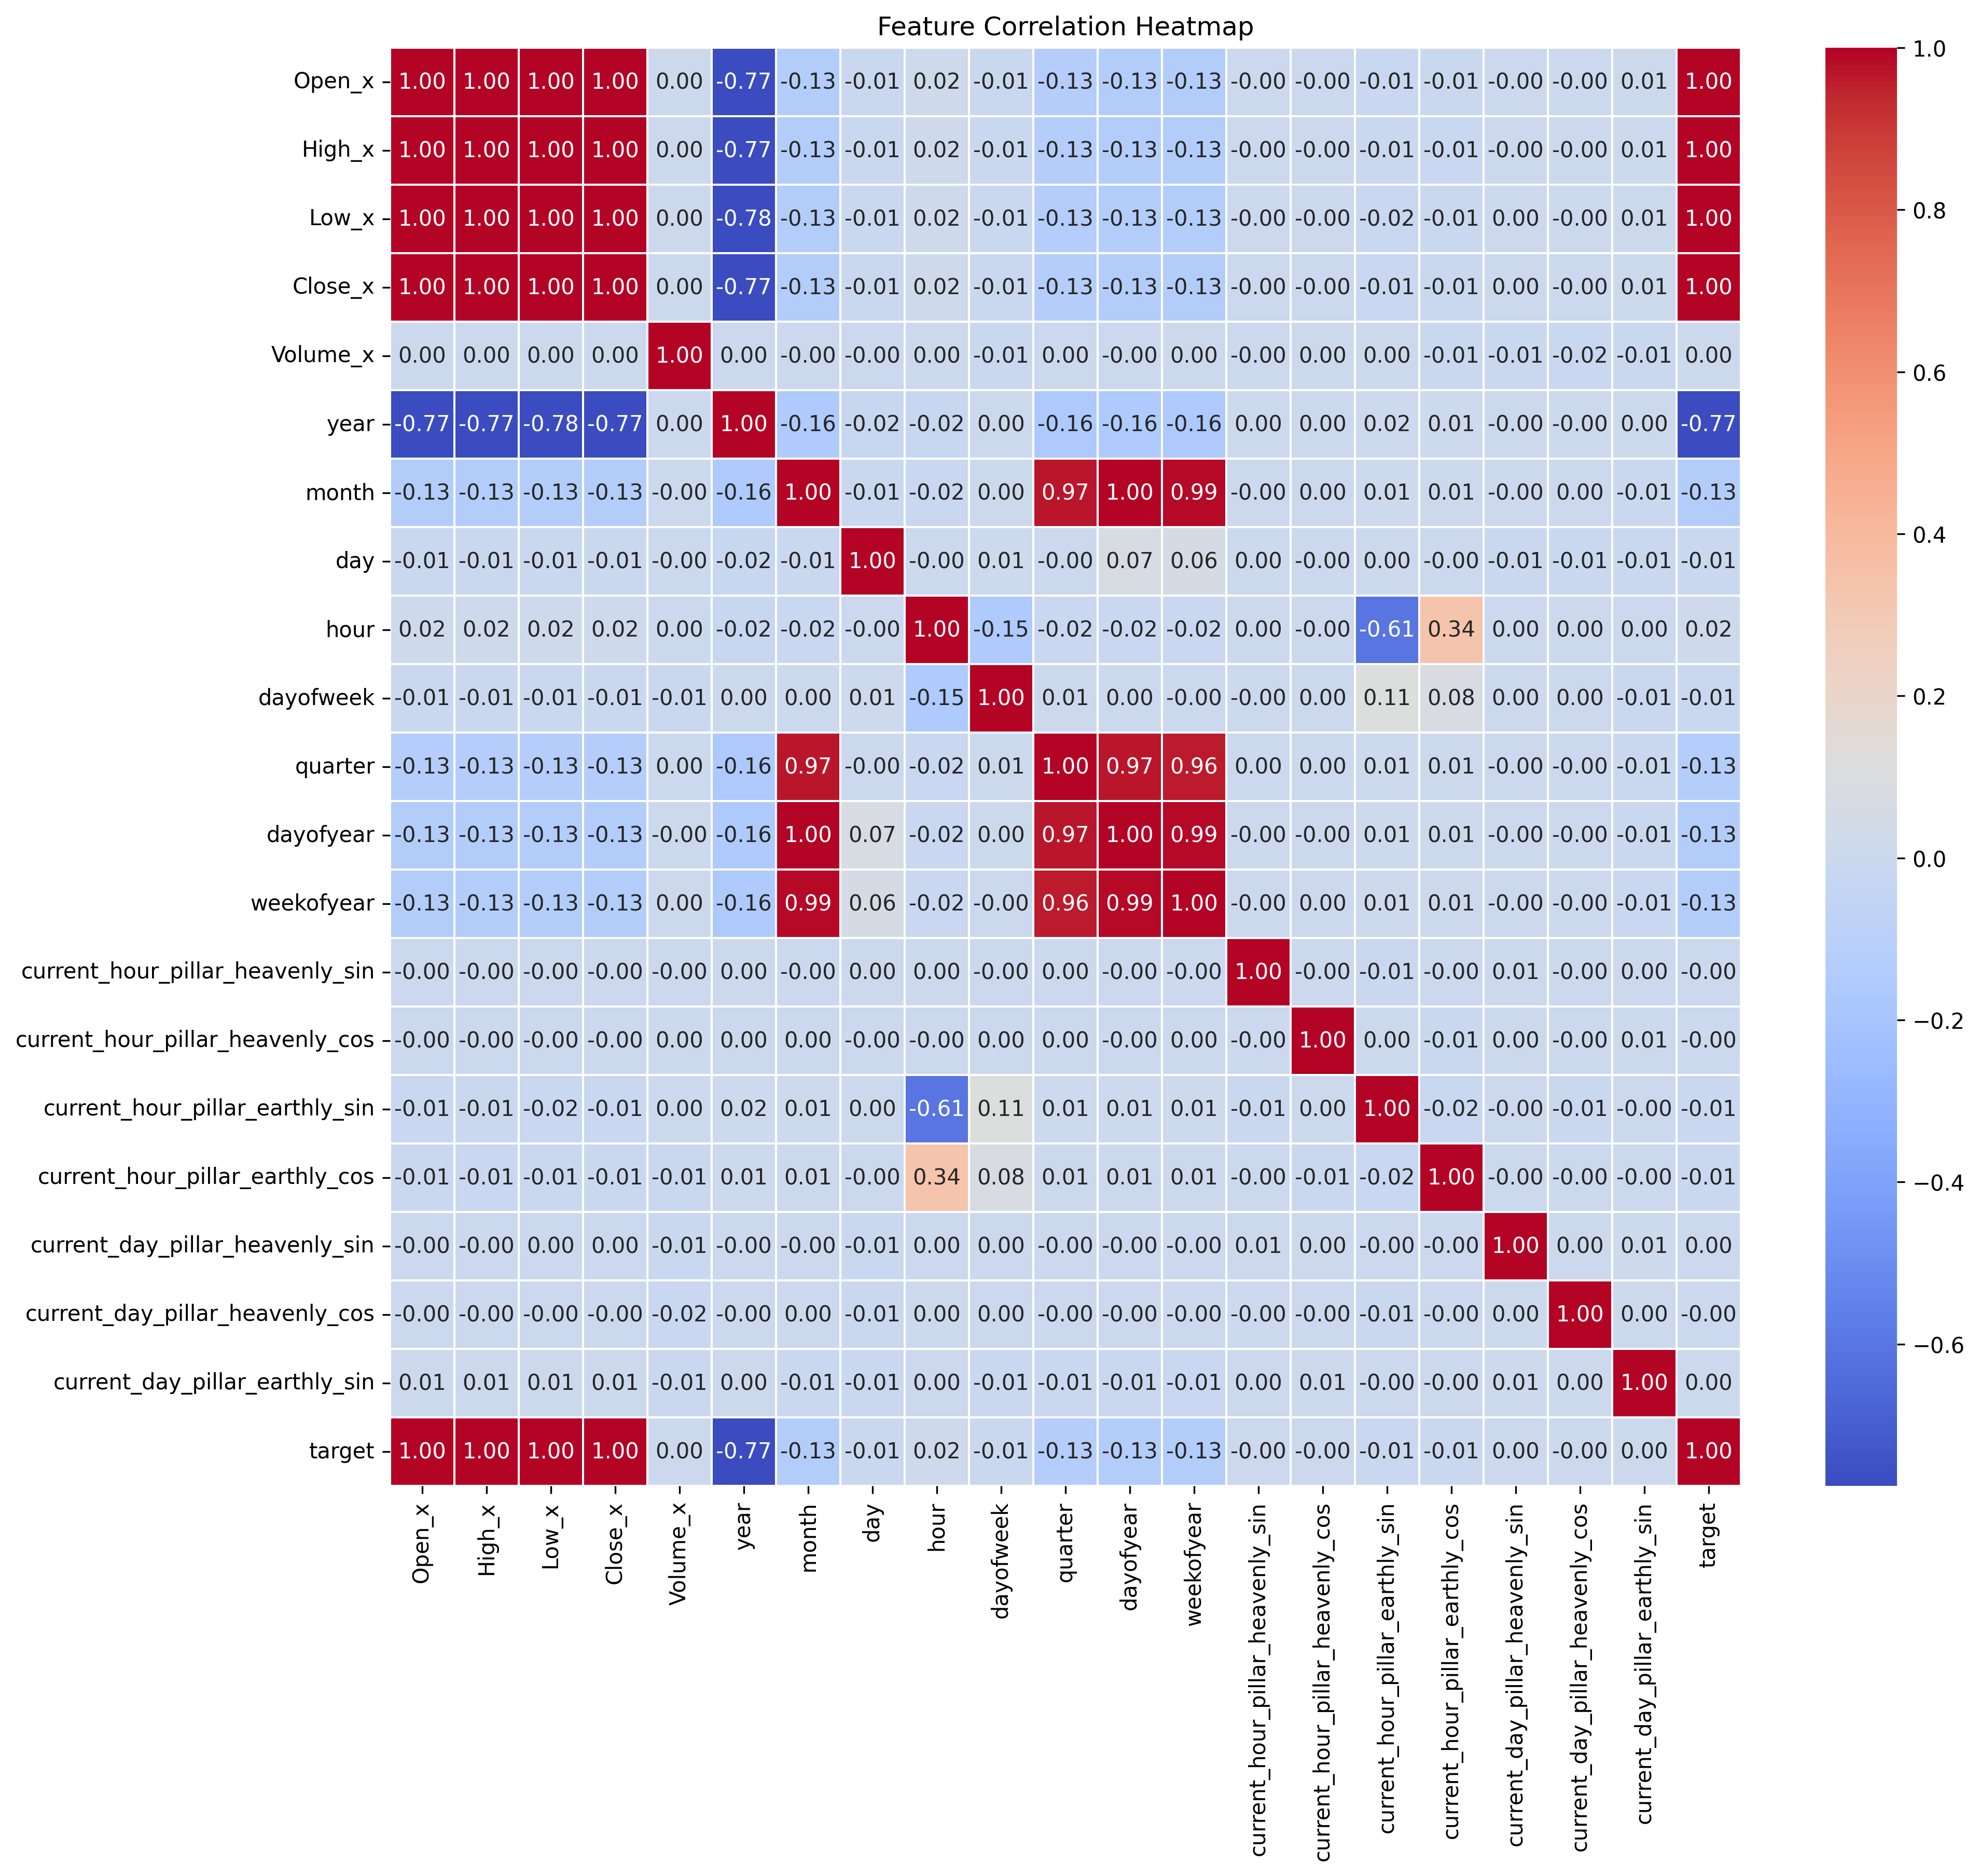 Feature Correlation Heatmap
Open_x 1.00 1.00 1.00 1.00 0.00 -0.77 -0.13 -0.01 0.02 -0.01 -0.13 -0.13 -0.13 -0.00 -0.00 -0.01 -0.01 -0.00 -0.00 0.01 1.00
High_x 1.00 1.00 1.00 1.00 0.00 -0.77 -0.13 -0.01 0.02 -0.01 -0.13 -0.13 -0.13 -0.00 -0.00 -0.01 -0.01 -0.00 -0.00 0.01 1.00
Low_x 1.00 1.00 1.00 1.00 0.00 -0.78 -0.13 -0.01 0.02 -0.01 -0.13 -0.13 -0.13 -0.00 -0.00 -0.02 -0.01 0.00 -0.00 0.01 1.00
Close_x 1.00 1.00 1.00 1.00 0.00 -0.77 -0.13 -0.01 0.02 -0.01 -0.13 -0.13 -0.13 -0.00 -0.00 -0.01 -0.01 0.00 -0.00 0.01 1.00
Volume_x 0.00 0.00 0.00 0.00 1.00 0.00 -0.00 -0.00 0.00 -0.01 0.00 -0.00 0.00 -0.00 0.00 0.00 -0.01 -0.01 -0.02 -0.01 0.00
year -0.77 -0.77 -0.78 -0.77 0.00 1.00 -0.16 -0.02 -0.02 0.00 -0.16 -0.16 -0.16 0.00 0.00 0.02 0.01 -0.00 -0.00 0.00 -0.77
month -0.13 -0.13 -0.13 -0.13 -0.00 -0.16 1.00 -0.01 -0.02 0.00 0.97 1.00 0.99 -0.00 0.00 0.01 0.01 -0.00 0.00 -0.01 -0.13
day -0.01 -0.01 -0.01 -0.01 -0.00 -0.02 -0.01 1.00 -0.00 0.01 -0.00 0.07 0.06 0.00 -0.00 0.00 -0.00 -0.01 -0.01 -0.01 -0.01
hour 0.02 0.02 0.02 0.02 0.00 -0.02 -0.02 -0.00 1.00 -0.15 -0.02 -0.02 -0.02 0.00 -0.00 -0.61 0.34 0.00 0.00 0.00 0.02
dayofweek -0.01 -0.01 -0.01 -0.01 -0.01 0.00 0.00 0.01 -0.15 1.00 0.01 0.00 -0.00 -0.00 0.00 0.11 0.08 0.00 0.00 -0.01 -0.01
quarter -0.13 -0.13 -0.13 -0.13 0.00 -0.16 0.97 -0.00 -0.02 0.01 1.00 0.97 0.96 0.00 0.00 0.01 0.01 -0.00 -0.00 -0.01 -0.13
dayofyear -0.13 -0.13 -0.13 -0.13 -0.00 -0.16 1.00 0.07 -0.02 0.00 0.97 1.00 0.99 -0.00 -0.00 0.01 0.01 -0.00 -0.00 -0.01 -0.13
weekofyear -0.13 -0.13 -0.13 -0.13 0.00 -0.16 0.99 0.06 -0.02 -0.00 0.96 0.99 1.00 -0.00 0.00 0.01 0.01 -0.00 -0.00 -0.01 -0.13
current_hour_pillar_heavenly_sin -0.00 -0.00 -0.00 -0.00 -0.00 0.00 -0.00 0.00 0.00 -0.00 0.00 -0.00 -0.00 1.00 -0.00 -0.01 -0.00 0.01 -0.00 0.00 -0.00
current_hour_pillar_heavenly_cos -0.00 -0.00 -0.00 -0.00 0.00 0.00 0.00 -0.00 -0.00 0.00 0.00 -0.00 0.00 -0.00 1.00 0.00 -0.01 0.00 -0.00 0.01 -0.00
current_hour_pillar_earthly_sin -0.01 -0.01 -0.02 -0.01 0.00 0.02 0.01 0.00 -0.61 0.11 0.01 0.01 0.01 -0.01 0.00 1.00 -0.02 -0.00 -0.01 -0.00 -0.01
current_hour_pillar_earthly_cos -0.01 -0.01 -0.01 -0.01 -0.01 0.01 0.01 -0.00 0.34 0.08 0.01 0.01 0.01 -0.00 -0.01 -0.02 1.00 -0.00 -0.00 -0.00 -0.01
current_day_pillar_heavenly_sin -0.00 -0.00 0.00 0.00 -0.01 -0.00 -0.00 -0.01 0.00 0.00 -0.00 -0.00 -0.00 0.01 0.00 -0.00 -0.00 1.00 0.00 0.01 0.00
current_day_pillar_heavenly_cos -0.00 -0.00 -0.00 -0.00 -0.02 -0.00 0.00 -0.01 0.00 0.00 -0.00 -0.00 -0.00 -0.00 -0.00 -0.01 -0.00 0.00 1.00 0.00 -0.00
current_day_pillar_earthly_sin 0.01 0.01 0.01 0.01 -0.01 0.00 -0.01 -0.01 0.00 -0.01 -0.01 -0.01 -0.01 0.00 0.01 -0.00 -0.00 0.01 0.00 1.00 0.00
target 1.00 1.00 1.00 1.00 0.00 -0.77 -0.13 -0.01 0.02 -0.01 -0.13 -0.13 -0.13 -0.00 -0.00 -0.01 -0.01 0.00 -0.00 0.00 1.00
Open_x
High_x
Low_x
Close_x
Volume_x
year
month
day
hour
dayofweek
quarter
dayofyear
weekofyear
current_hour_pillar_heavenly_sin
current_hour_pillar_heavenly_cos
current_hour_pillar_earthly_sin
current_hour_pillar_earthly_cos
current_day_pillar_heavenly_sin
current_day_pillar_heavenly_cos
current_day_pillar_earthly_sin
target
1.0
0.8
0.6
0.4
0.2
0.0
−0.2
−0.4
−0.6